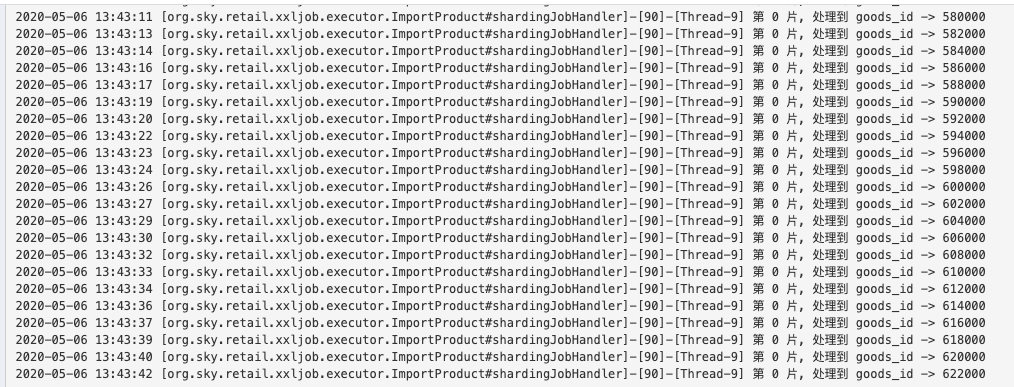 2020-05-06 13:43:11 [org.sky.retail.xxljob.executor.ImportProduct#shardingJobHandler]-[90]-[Thread-9] 第 0 片, 处理到 goods_id -> 580000
2020-05-06 13:43:13 [org.sky.retail.xxljob.executor.ImportProduct#shardingJobHandler]-[90]-[Thread-9] 第 0 片, 处理到 goods_id -> 582000
2020-05-06 13:43:14 [org.sky.retail.xxljob.executor.ImportProduct#shardingJobHandler]-[90]-[Thread-9] 第 0 片, 处理到 goods_id -> 584000
2020-05-06 13:43:16 [org.sky.retail.xxljob.executor.ImportProduct#shardingJobHandler]-[90]-[Thread-9] 第 0 片, 处理到 goods_id -> 586000
2020-05-06 13:43:17 [org.sky.retail.xxljob.executor.ImportProduct#shardingJobHandler]-[90]-[Thread-9] 第 0 片, 处理到 goods_id -> 588000
2020-05-06 13:43:19 [org.sky.retail.xxljob.executor.ImportProduct#shardingJobHandler]-[90]-[Thread-9] 第 0 片, 处理到 goods_id -> 590000
2020-05-06 13:43:20 [org.sky.retail.xxljob.executor.ImportProduct#shardingJobHandler]-[90]-[Thread-9] 第 0 片, 处理到 goods_id -> 592000
2020-05-06 13:43:22 [org.sky.retail.xxljob.executor.ImportProduct#shardingJobHandler]-[90]-[Thread-9] 第 0 片, 处理到 goods_id -> 594000
2020-05-06 13:43:23 [org.sky.retail.xxljob.executor.ImportProduct#shardingJobHandler]-[90]-[Thread-9] 第 0 片, 处理到 goods_id -> 596000
2020-05-06 13:43:24 [org.sky.retail.xxljob.executor.ImportProduct#shardingJobHandler]-[90]-[Thread-9] 第 0 片, 处理到 goods_id -> 598000
2020-05-06 13:43:26 [org.sky.retail.xxljob.executor.ImportProduct#shardingJobHandler]-[90]-[Thread-9] 第 0 片, 处理到 goods_id -> 600000
2020-05-06 13:43:27 [org.sky.retail.xxljob.executor.ImportProduct#shardingJobHandler]-[90]-[Thread-9] 第 0 片, 处理到 goods_id -> 602000
2020-05-06 13:43:29 [org.sky.retail.xxljob.executor.ImportProduct#shardingJobHandler]-[90]-[Thread-9] 第 0 片, 处理到 goods_id -> 604000
2020-05-06 13:43:30 [org.sky.retail.xxljob.executor.ImportProduct#shardingJobHandler]-[90]-[Thread-9] 第 0 片, 处理到 goods_id -> 606000
2020-05-06 13:43:32 [org.sky.retail.xxljob.executor.ImportProduct#shardingJobHandler]-[90]-[Thread-9] 第 0 片, 处理到 goods_id -> 608000
2020-05-06 13:43:33 [org.sky.retail.xxljob.executor.ImportProduct#shardingJobHandler]-[90]-[Thread-9] 第 0 片, 处理到 goods_id -> 610000
2020-05-06 13:43:34 [org.sky.retail.xxljob.executor.ImportProduct#shardingJobHandler]-[90]-[Thread-9] 第 0 片, 处理到 goods_id -> 612000
2020-05-06 13:43:36 [org.sky.retail.xxljob.executor.ImportProduct#shardingJobHandler]-[90]-[Thread-9] 第 0 片, 处理到 goods_id -> 614000
2020-05-06 13:43:37 [org.sky.retail.xxljob.executor.ImportProduct#shardingJobHandler]-[90]-[Thread-9] 第 0 片, 处理到 goods_id -> 616000
2020-05-06 13:43:39 [org.sky.retail.xxljob.executor.ImportProduct#shardingJobHandler]-[90]-[Thread-9] 第 0 片, 处理到 goods_id -> 618000
2020-05-06 13:43:40 [org.sky.retail.xxljob.executor.ImportProduct#shardingJobHandler]-[90]-[Thread-9] 第 0 片, 处理到 goods_id -> 620000
2020-05-06 13:43:42 [org.sky.retail.xxljob.executor.ImportProduct#shardingJobHandler]-[90]-[Thread-9] 第 0 片, 处理到 goods_id -> 622000